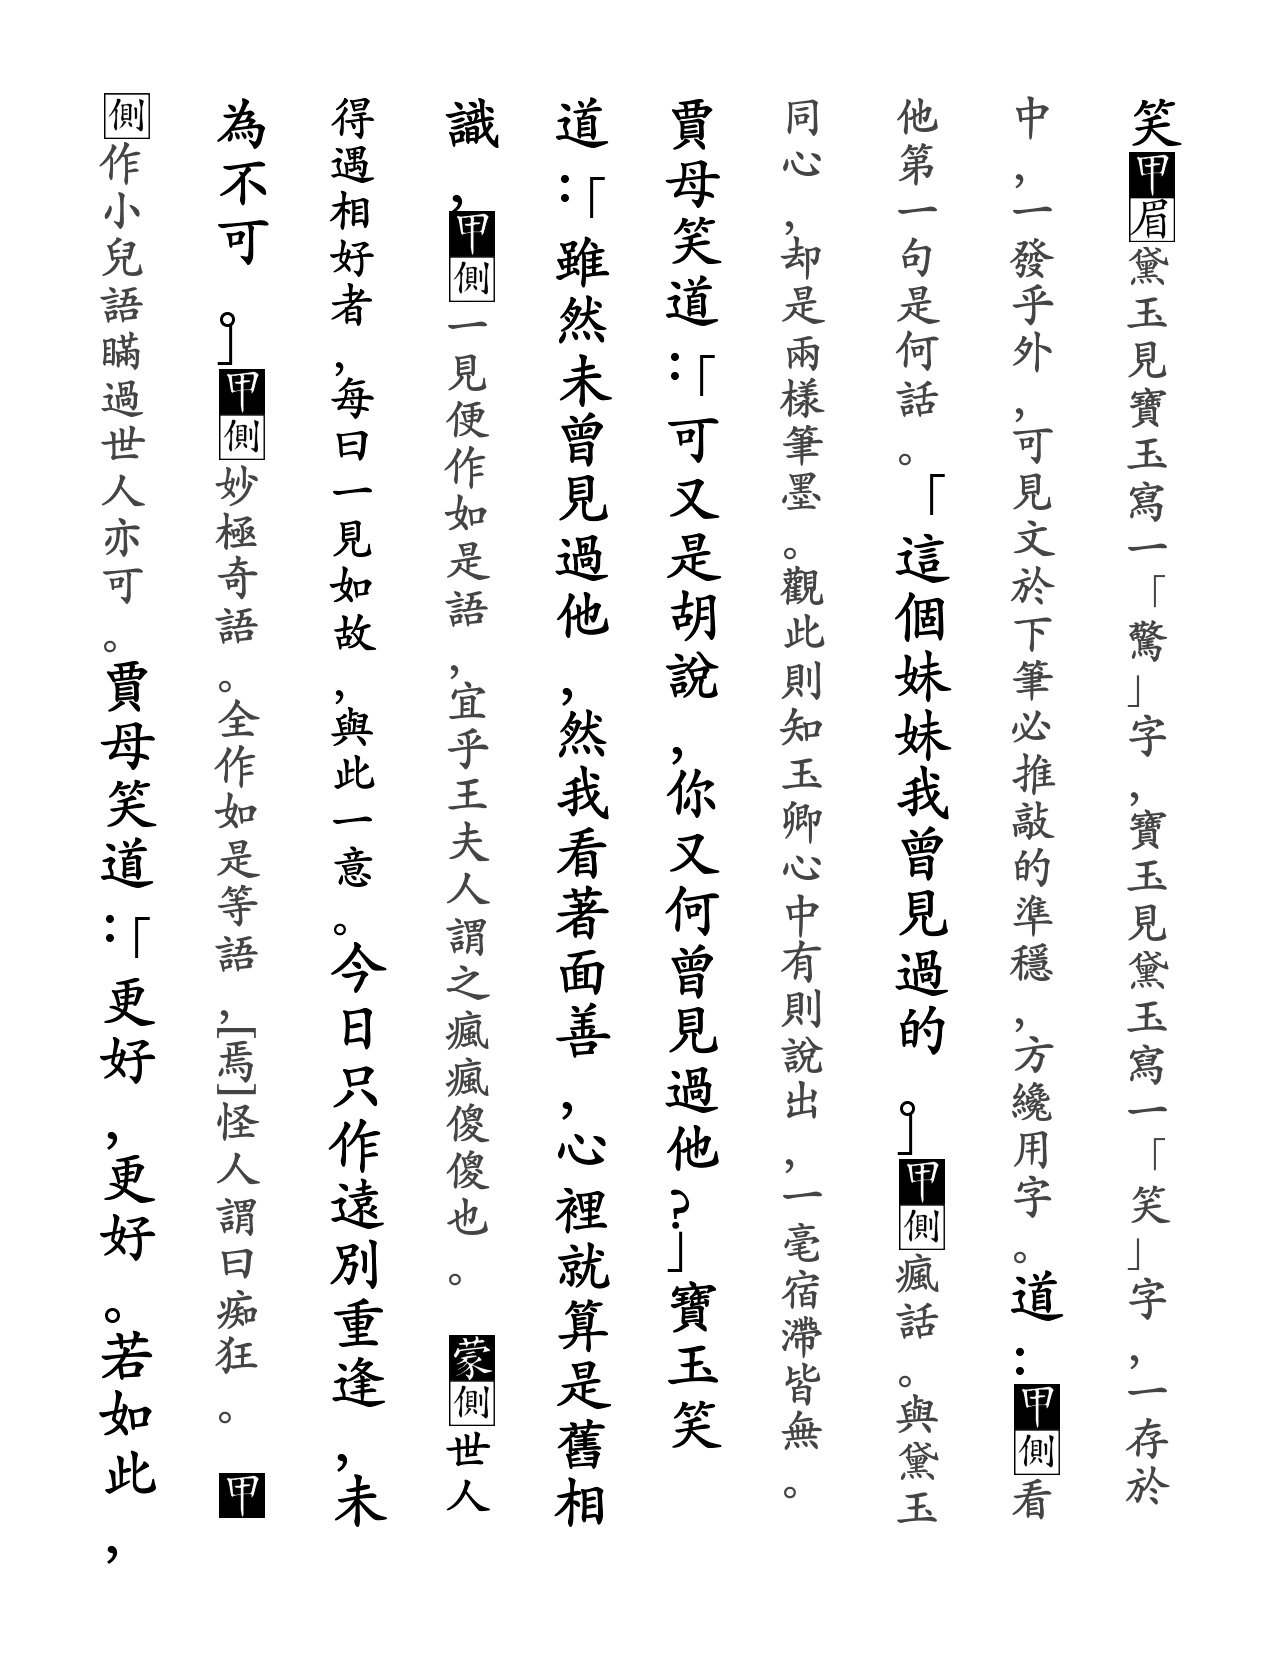 笑甲眉黛玉見寶玉寫一「驚」字，寶玉見黛玉寫一「笑」字，一存於
中，一發乎外，可見文於下筆必推敲的準穩，方纔用字。道：甲側看
他第一句是何話。「這個妹妹我曾見過的。」甲側瘋話。與黛玉
同心，却是兩樣筆墨。觀此則知玉卿心中有則說出，一毫宿滯皆無。
賈母笑道：「可又是胡說，你又何曾見過他？」寶玉笑
道：「雖然未曾見過他，然我看著面善，心裡就算是舊相
識，甲側一見便作如是語，宜乎王夫人謂之瘋瘋傻傻也。蒙側世人
得遇相好者，每曰一見如故，與此一意。今日只作遠別重逢，未
為不可。」甲側妙極奇語。全作如是等語，[焉]怪人謂曰痴狂。甲
側作小兒語瞞過世人亦可。賈母笑道：「更好，更好。若如此，